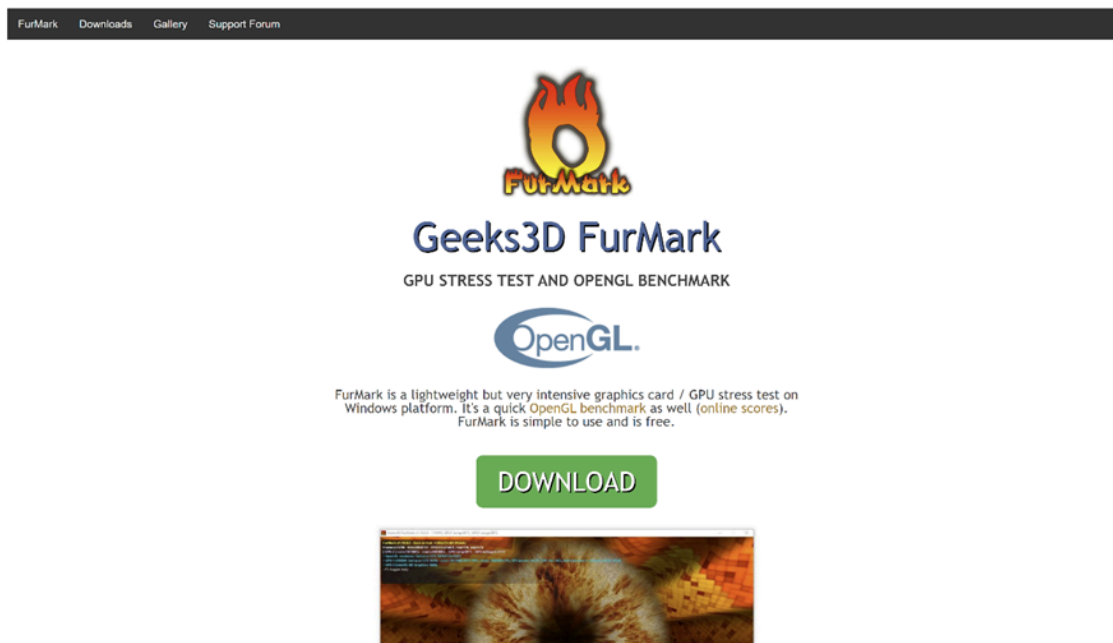 FurMark Downloads Gallery Support Forum
FurMark
Geeks3D FurMark
GPU STRESS TEST AND OPENGL BENCHMARK
OpenGL.
FurMark is a lightweight but very intensive graphics card / GPU stress test on
Windows platform. It's a quick OpenGL benchmark as well (online scores).
FurMark is simple to use and is free.
DOWNLOAD